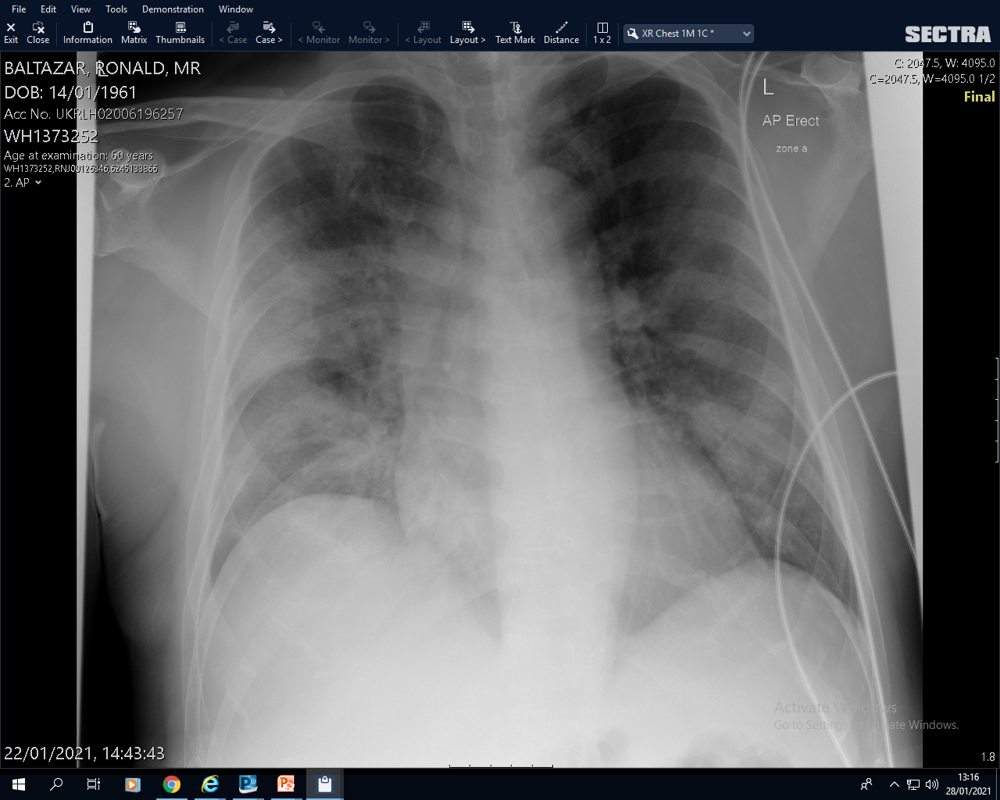 File Edit View Tools Demonstration Window
Exit Close Information Matrix Thumbnails < Case Case > < Monitor Monitor > < Layout Layout > Text Mark Distance 1 x 2 XR Chest 1M 1C * SECTRA
BALTAZAR, RONALD, MR
DOB: 14/01/1961
Acc No. UKRLH02006196257
WH1373252
Age at examination: 60 years
WH1373252,RNJ00126346,6245133866
2. AP
C: 2047.5, W: 4095.0
C=2047.5, W=4095.0 1/2
Final
L
AP Erect
zone a
Activate Windows
Go to Settings to Activate Windows.
22/01/2021, 14:43:43
1.8
13:16
28/01/2021